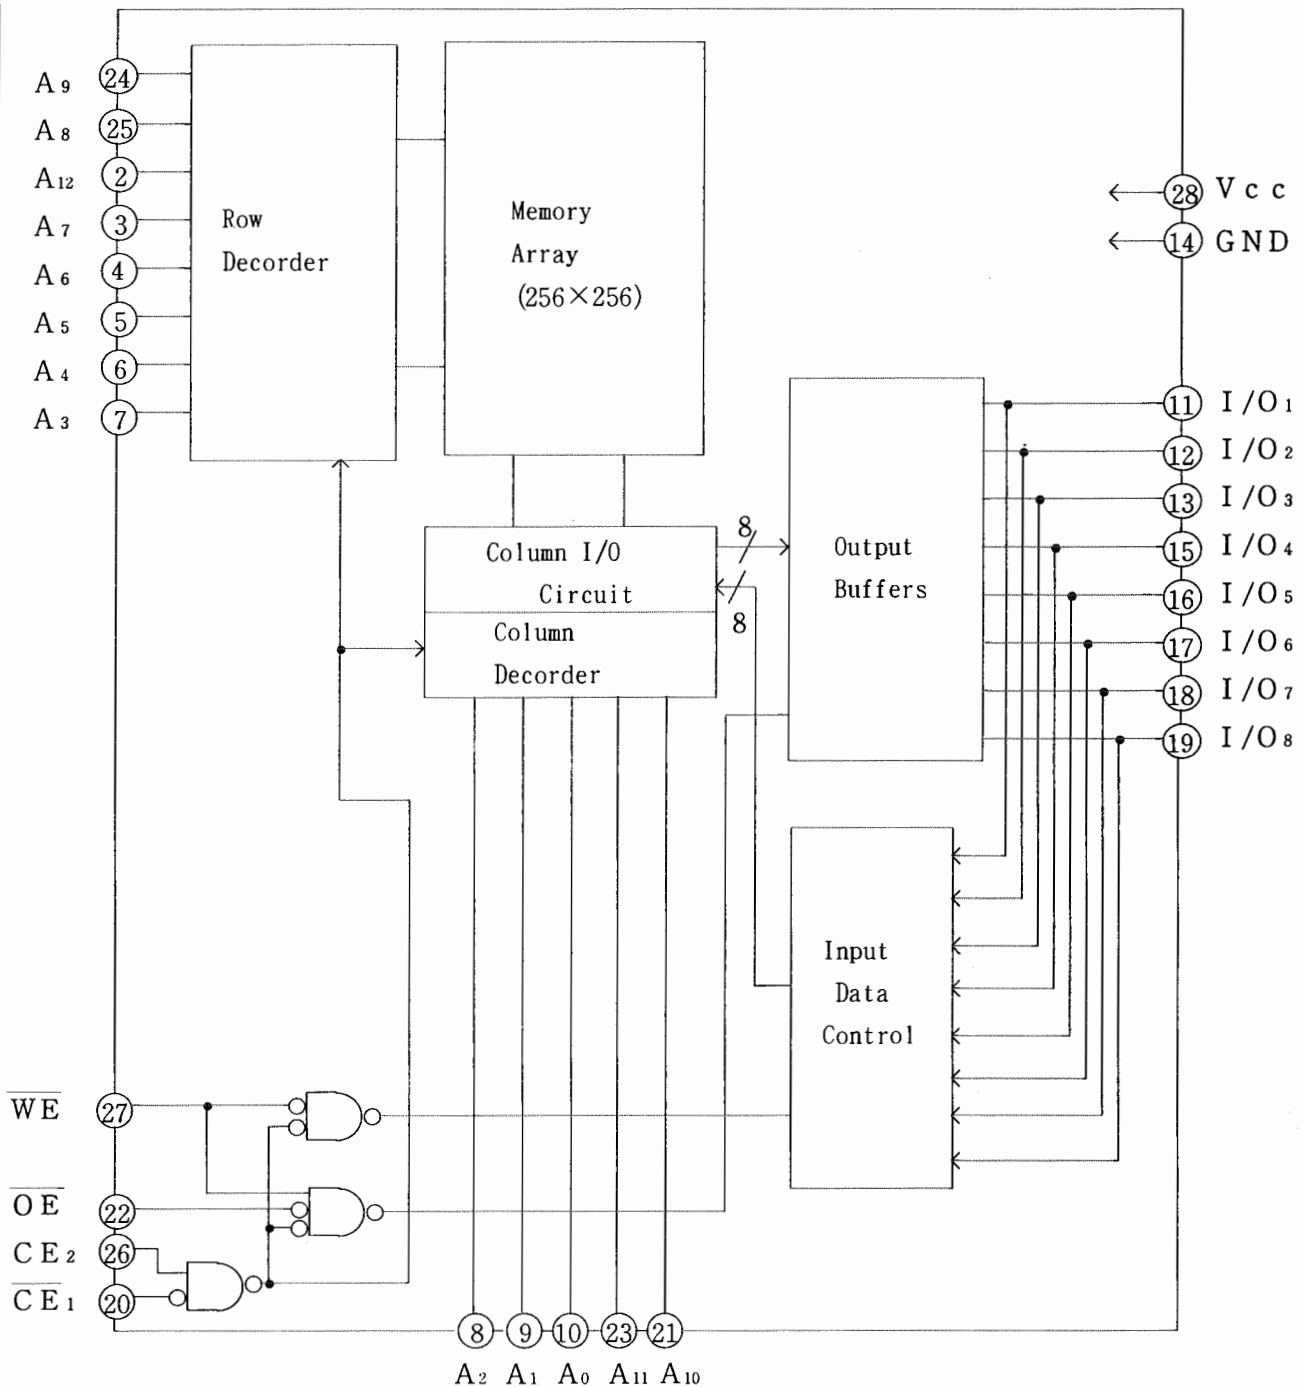 A9 24
A8 25
A12 2
A7 3
A6 4
A5 5
A4 6
A3 7
Row
Decorder
Memory
Array
(256×256)
28 Vcc
14 GND
Output
Buffers
11 I/O1
12 I/O2
13 I/O3
15 I/O4
16 I/O5
17 I/O6
18 I/O7
19 I/O8
Column I/O
Circuit
Column
Decorder
8
8
Input
Data
Control
W̅E̅ 27
O̅E̅ 22
CE2 26
C̅E̅1 20
8 9 10 23 21
A2 A1 A0 A11 A10